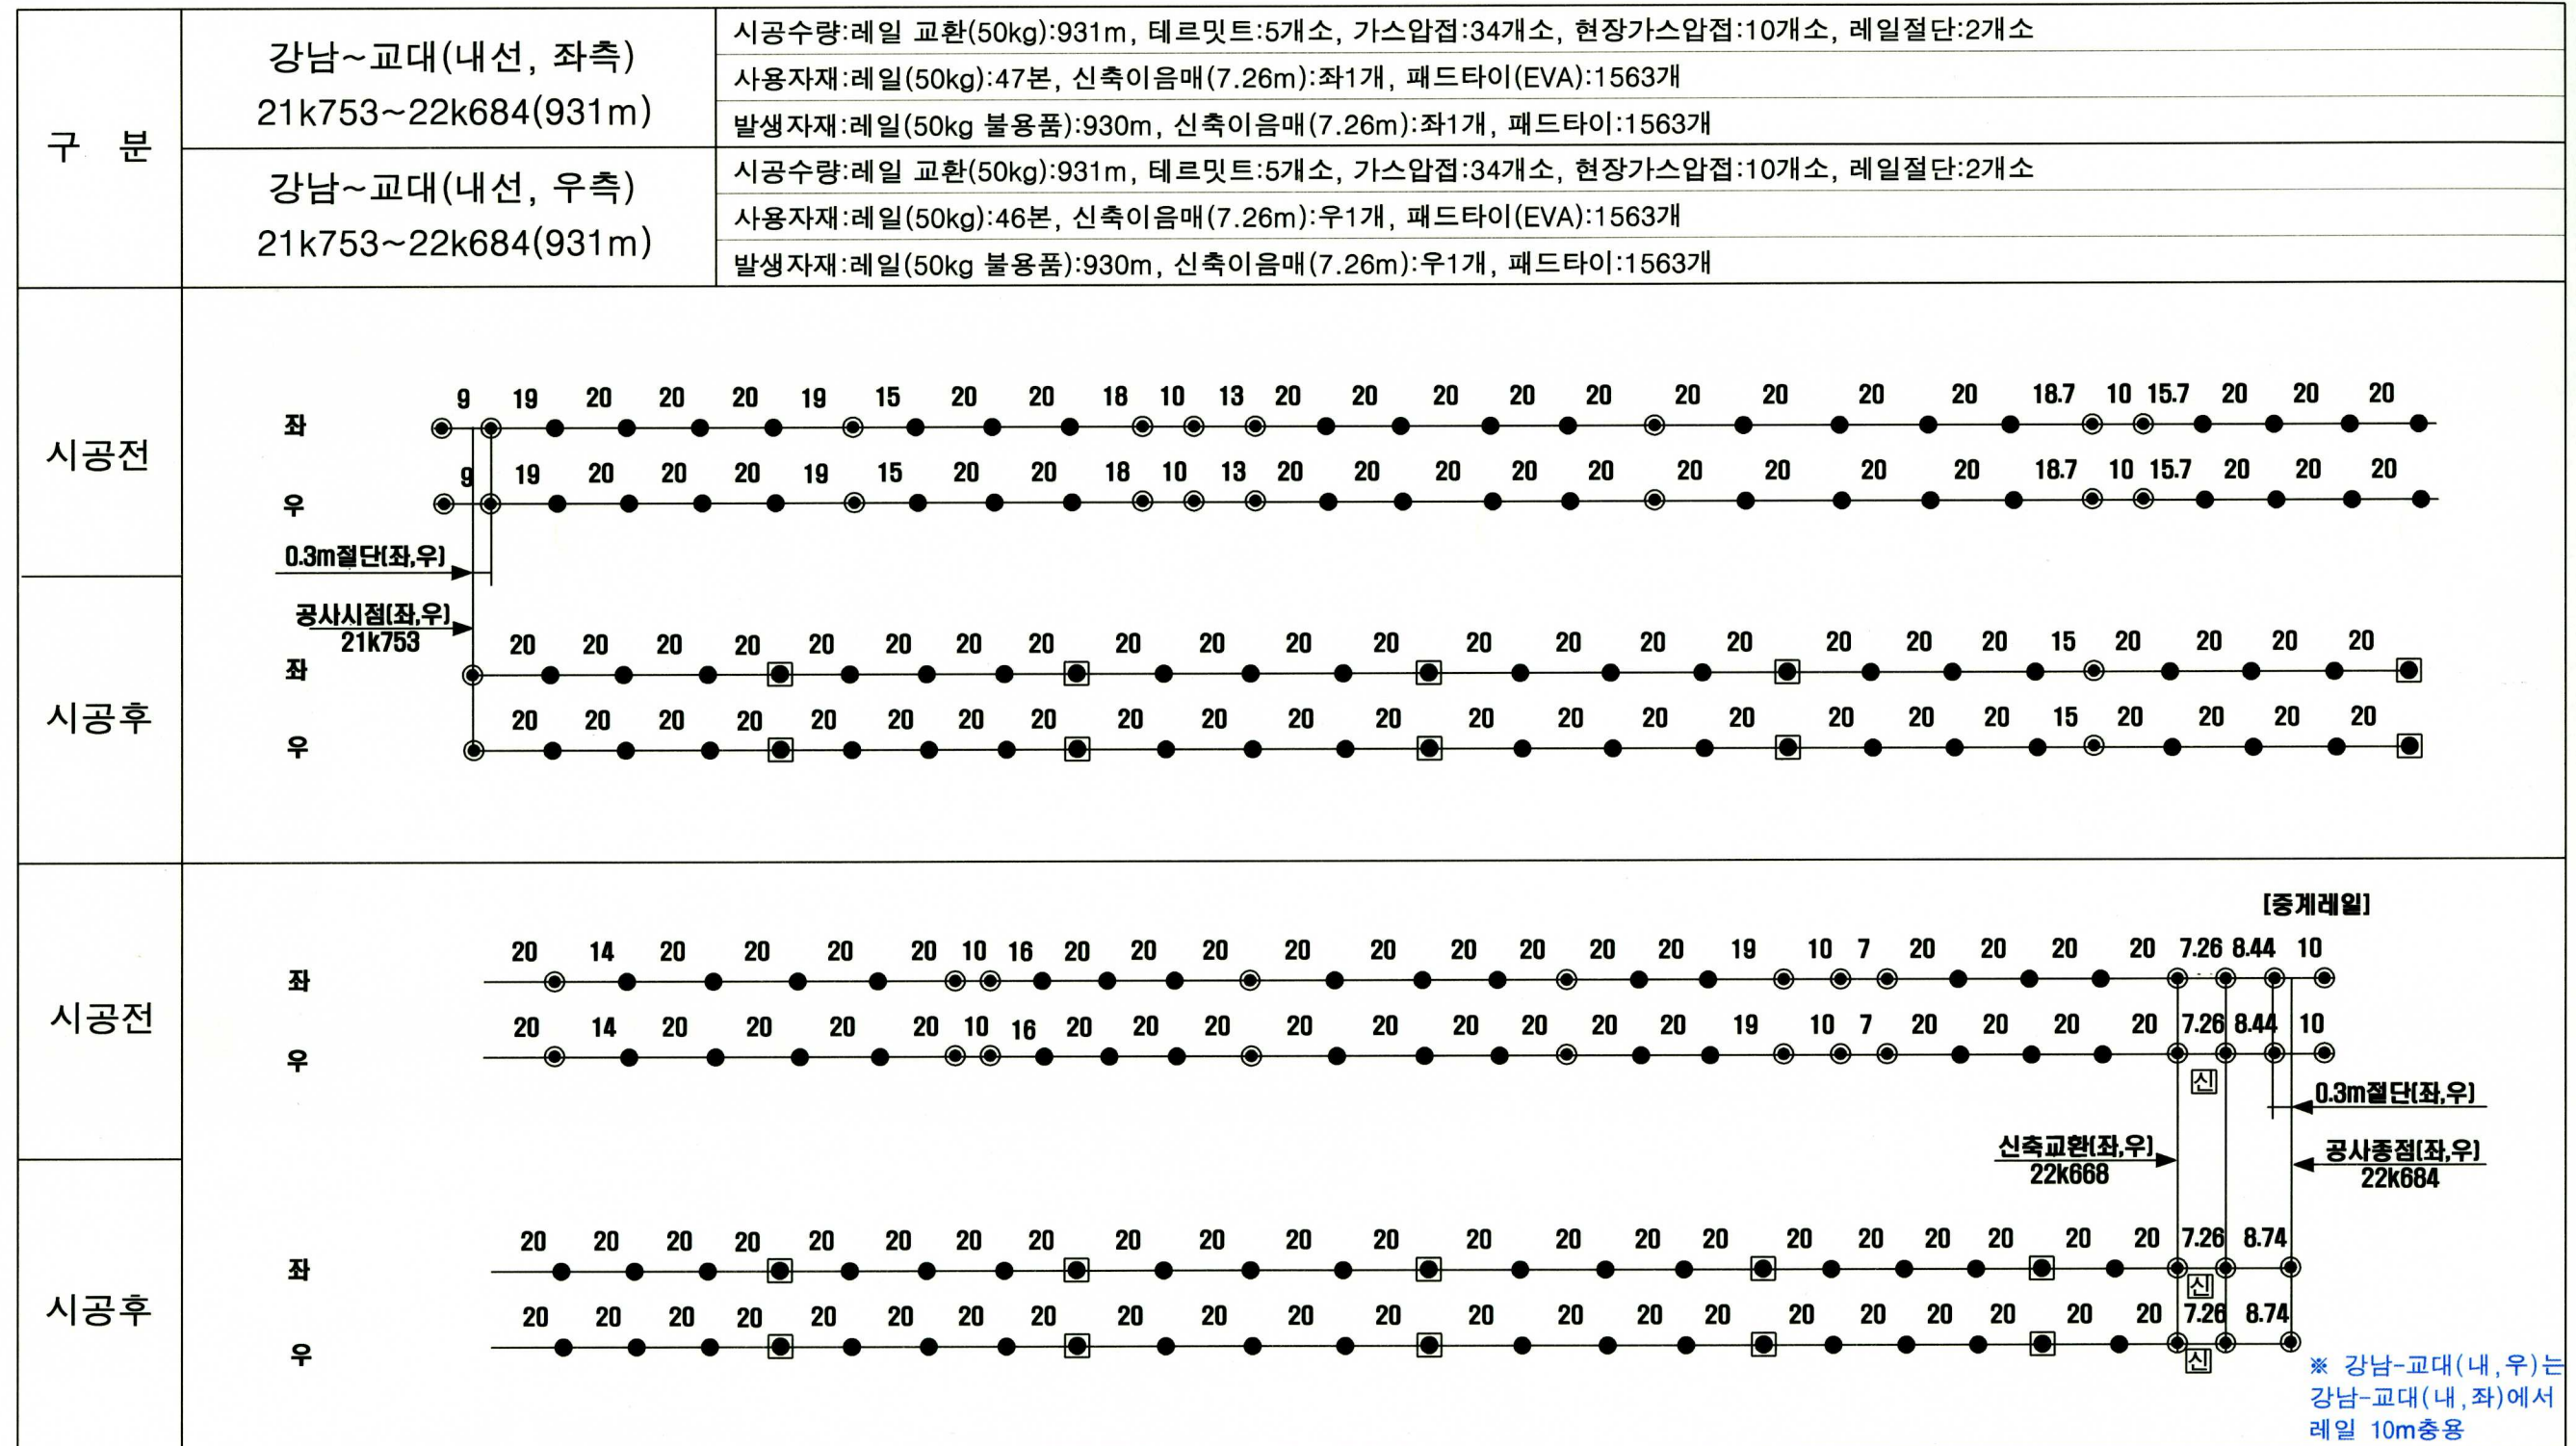 구 분
강남~교대(내선, 좌측)
21k753~22k684(931m)
시공수량:레일 교환(50kg):931m, 테르밋트:5개소, 가스압접:34개소, 현장가스압접:10개소, 레일절단:2개소
사용자재:레일(50kg):47본, 신축이음매(7.26m):좌1개, 패드타이(EVA):1563개
발생자재:레일(50kg 불용품):930m, 신축이음매(7.26m):좌1개, 패드타이:1563개
강남~교대(내선, 우측)
21k753~22k684(931m)
시공수량:레일 교환(50kg):931m, 테르밋트:5개소, 가스압접:34개소, 현장가스압접:10개소, 레일절단:2개소
사용자재:레일(50kg):46본, 신축이음매(7.26m):우1개, 패드타이(EVA):1563개
발생자재:레일(50kg 불용품):930m, 신축이음매(7.26m):우1개, 패드타이:1563개
시공전
9 19 20 20 20 19 15 20 20 18 10 13 20 20 20 20 20 20 20 20 20 18.7 10 15.7 20 20 20
좌
9 19 20 20 20 19 15 20 20 18 10 13 20 20 20 20 20 20 20 20 20 18.7 10 15.7 20 20 20
우
0.3m절단(좌,우)
시공후
공사시점(좌,우)
21k753
20 20 20 20 20 20 20 20 20 20 20 20 20 20 20 20 20 20 20 15 20 20 20 20
좌
20 20 20 20 20 20 20 20 20 20 20 20 20 20 20 20 20 20 20 15 20 20 20 20
우
시공전
[중계레일]
20 14 20 20 20 20 10 16 20 20 20 20 20 20 20 20 20 19 10 7 20 20 20 20 7.26 8.44 10
좌
20 14 20 20 20 20 10 16 20 20 20 20 20 20 20 20 20 19 10 7 20 20 20 20 7.26 8.44 10
우
신
0.3m절단(좌,우)
신축교환(좌,우)
22k668
공사종점(좌,우)
22k684
시공후
20 20 20 20 20 20 20 20 20 20 20 20 20 20 20 20 20 20 20 20 20 20 7.26 8.74
좌
신
20 20 20 20 20 20 20 20 20 20 20 20 20 20 20 20 20 20 20 20 20 20 7.26 8.74
우
신
※ 강남-교대(내,우)는
강남-교대(내,좌)에서
레일 10m충용